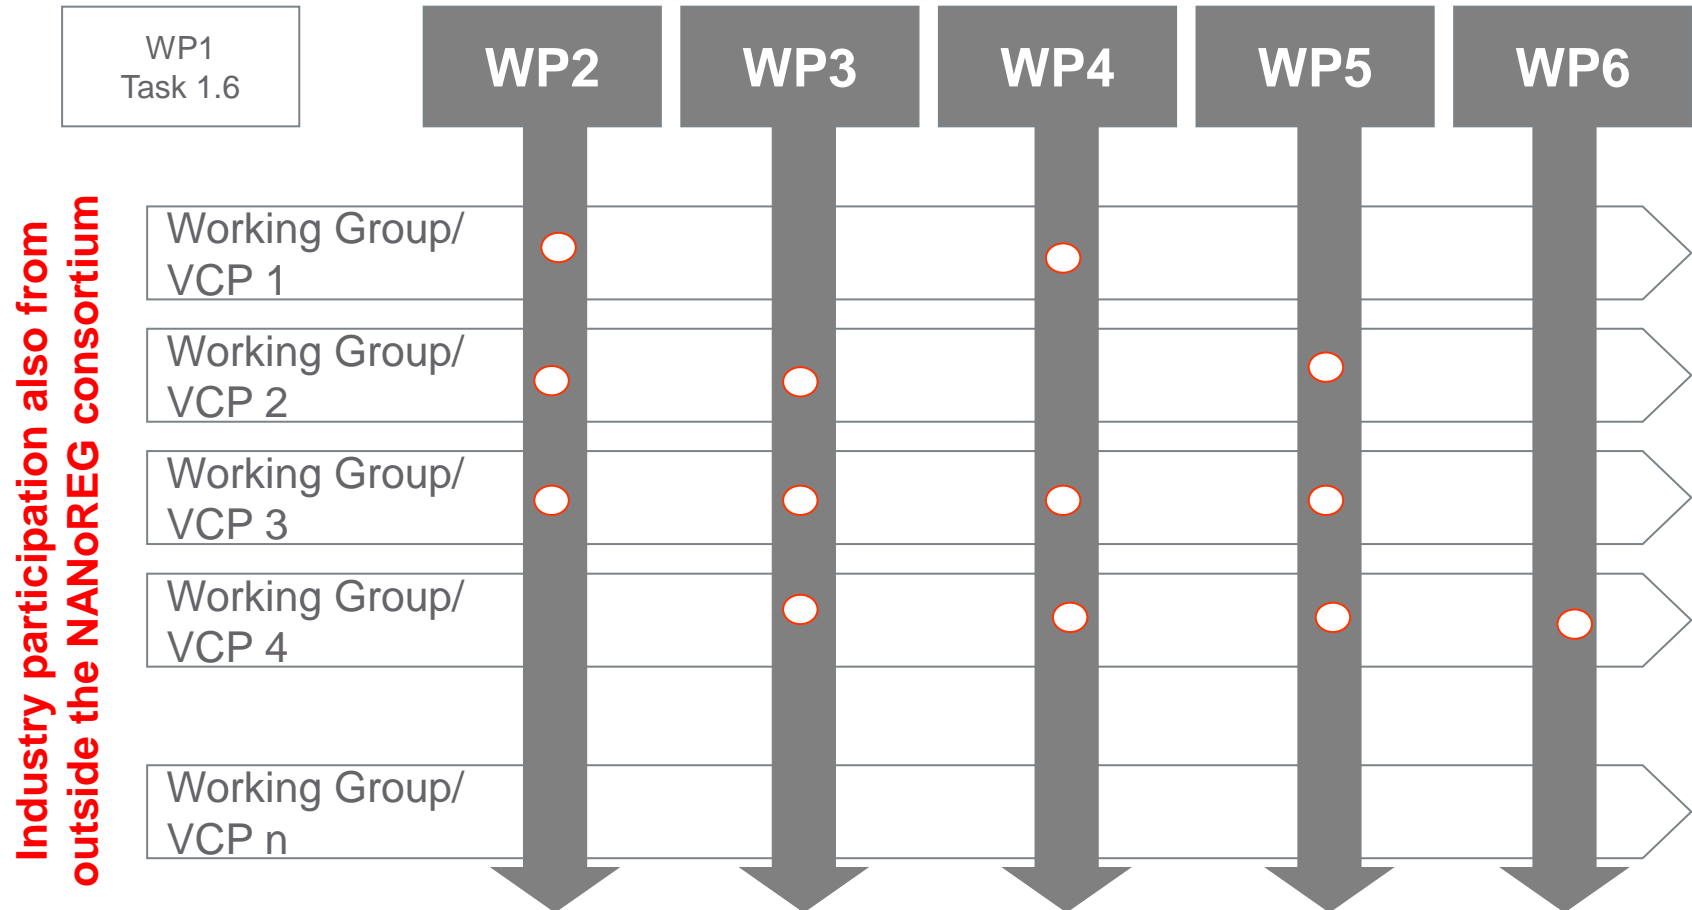 WP1
Task 1.6
WP2
WP3
WP4
WP5
WP6
Industry participation also from
outside the NANoREG consortium
Working Group/
VCP 1
Working Group/
VCP 2
Working Group/
VCP 3
Working Group/
VCP 4
Working Group/
VCP n